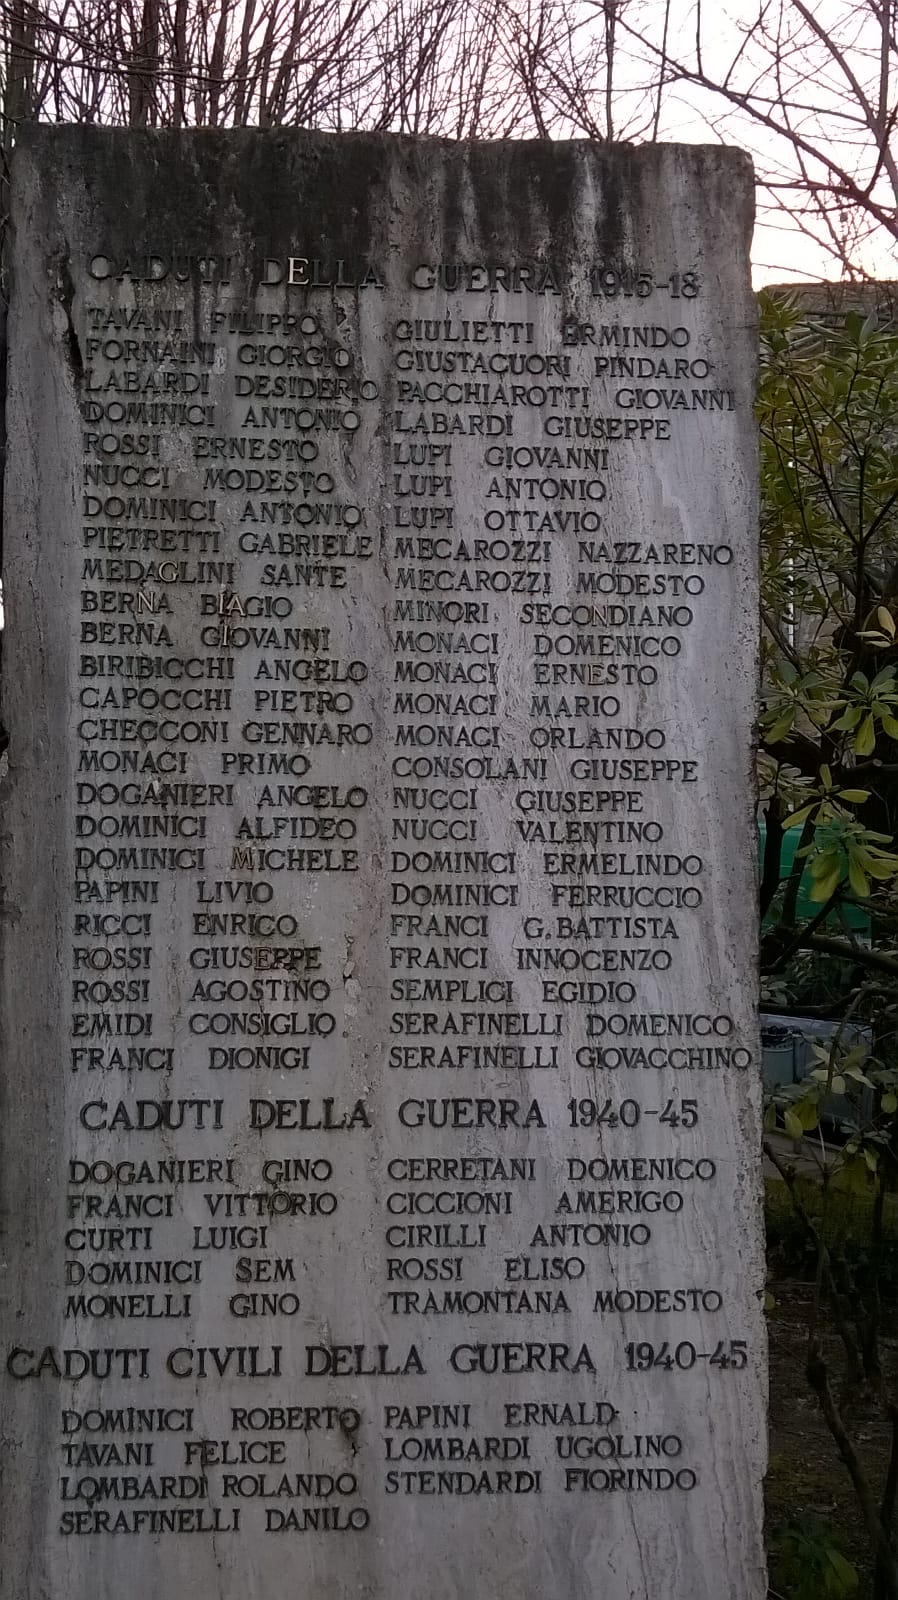 CADUTI DELLA GUERRA 1915-18
TAVANI FILIPPO GIULIETTI ERMINDO
FORNAINI GIORGIO GIUSTACUORI PINDARO
LABARDI DESIDERIO PACCHIAROTTI GIOVANNI
DOMINICI ANTONIO LABARDI GIUSEPPE
ROSSI ERNESTO LUPI GIOVANNI
NUCCI MODESTO LUPI ANTONIO
DOMINICI ANTONIO LUPI OTTAVIO
PIETRETTI GABRIELE MECAROZZI NAZZARENO
MEDAGLINI SANTE MECAROZZI MODESTO
BERNA BIAGIO MINORI SECONDIANO
BERNA GIOVANNI MONACI DOMENICO
BIRIBICCHI ANGELO MONACI ERNESTO
CAPOCCHI PIETRO MONACI MARIO
CHECCONI GENNARO MONACI ORLANDO
MONACI PRIMO CONSOLANI GIUSEPPE
DOGANIERI ANGELO NUCCI GIUSEPPE
DOMINICI ALFIDEO NUCCI VALENTINO
DOMINICI MICHELE DOMINICI ERMELINDO
PAPINI LIVIO DOMINICI FERRUCCIO
RICCI ENRICO FRANCI G. BATTISTA
ROSSI GIUSEPPE FRANCI INNOCENZO
ROSSI AGOSTINO SEMPLICI EGIDIO
EMIDI CONSIGLIO SERAFINELLI DOMENICO
FRANCI DIONIGI SERAFINELLI GIOVACCHINO
CADUTI DELLA GUERRA 1940-45
DOGANIERI GINO CERRETANI DOMENICO
FRANCI VITTORIO CICCIONI AMERIGO
CURTI LUIGI CIRILLI ANTONIO
DOMINICI SEM ROSSI ELISO
MONELLI GINO TRAMONTANA MODESTO
CADUTI CIVILI DELLA GUERRA 1940-45
DOMINICI ROBERTO PAPINI ERNALD
TAVANI FELICE LOMBARDI UGOLINO
LOMBARDI ROLANDO STENDARDI FIORINDO
SERAFINELLI DANILO